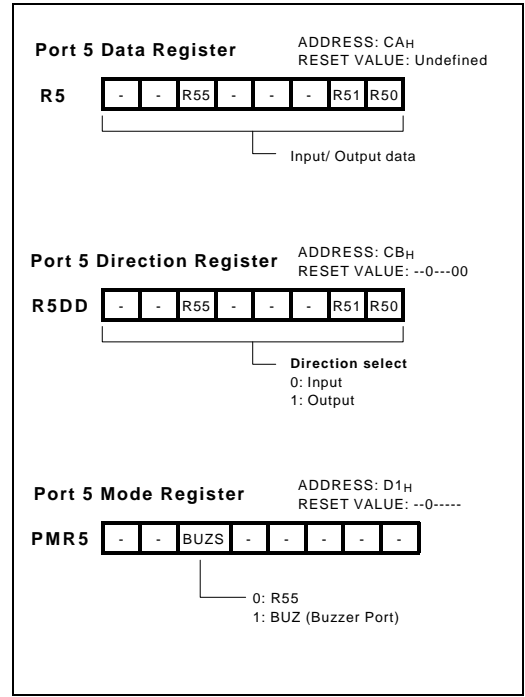 Port 5 Data Register
ADDRESS: CAH
RESET VALUE: Undefined
R5 - - R55 - - - R51 R50
Input/ Output data
Port 5 Direction Register
ADDRESS: CBH
RESET VALUE: --0---00
R5DD - - R55 - - - R51 R50
Direction select
0: Input
1: Output
Port 5 Mode Register
ADDRESS: D1H
RESET VALUE: --0-----
PMR5 - - BUZS - - - - -
0: R55
1: BUZ (Buzzer Port)